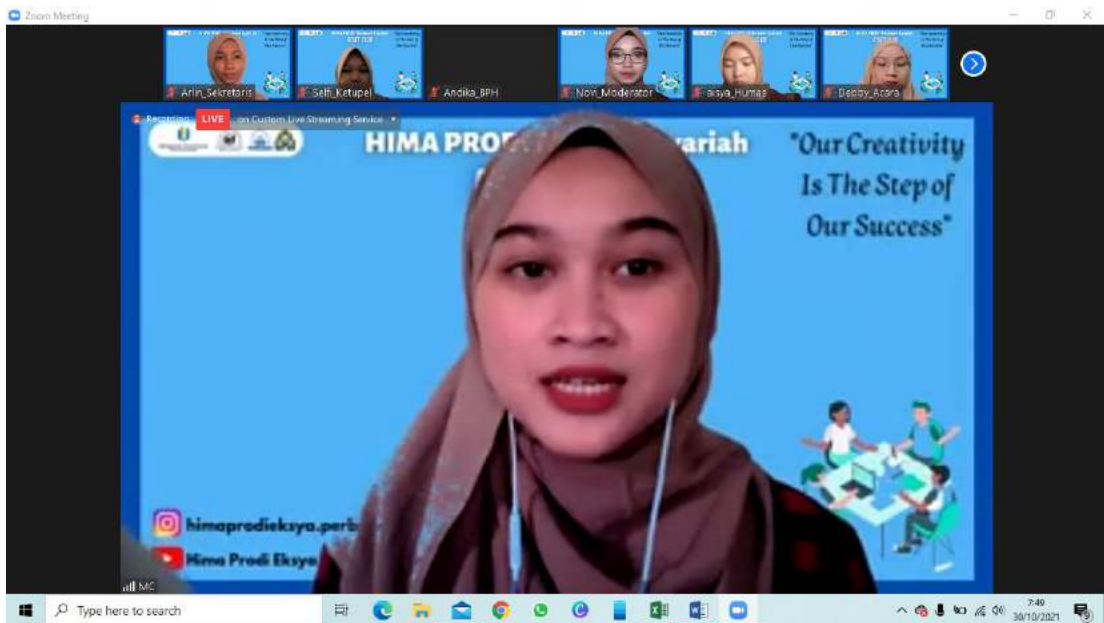 Zoom Meeting
Arlin_Sekretaris
Selfi_Ketupel
Andika_BPH
Novi_Moderator
aisya_Humas
Debby_Acara
Recording
LIVE
on Custom Live Streaming Service
HIMA PRO
ariah
"Our Creativity
Is The Step of
Our Success"
himaprodieksya.perb
Hima Prodi Eksya
MC
Type here to search
7:49
30/10/2021